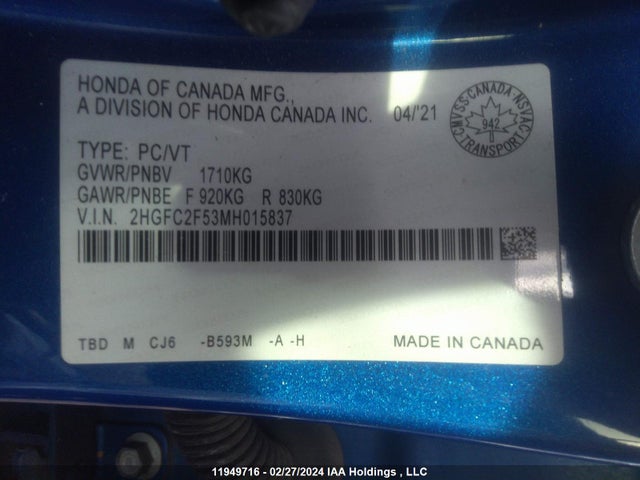 HONDA OF CANADA MFG.,
A DIVISION OF HONDA CANADA INC. 04/'21
CMVSS-CANADA-NSVAC
942
TRANSPORT
TYPE: PC/VT
GVWR/PNBV 1710KG
GAWR/PNBE F 920KG R 830KG
V.I.N. 2HGFC2F53MH015837
TBD M CJ6 -B593M -A -H MADE IN CANADA
11949716 - 02/27/2024 IAA Holdings , LLC